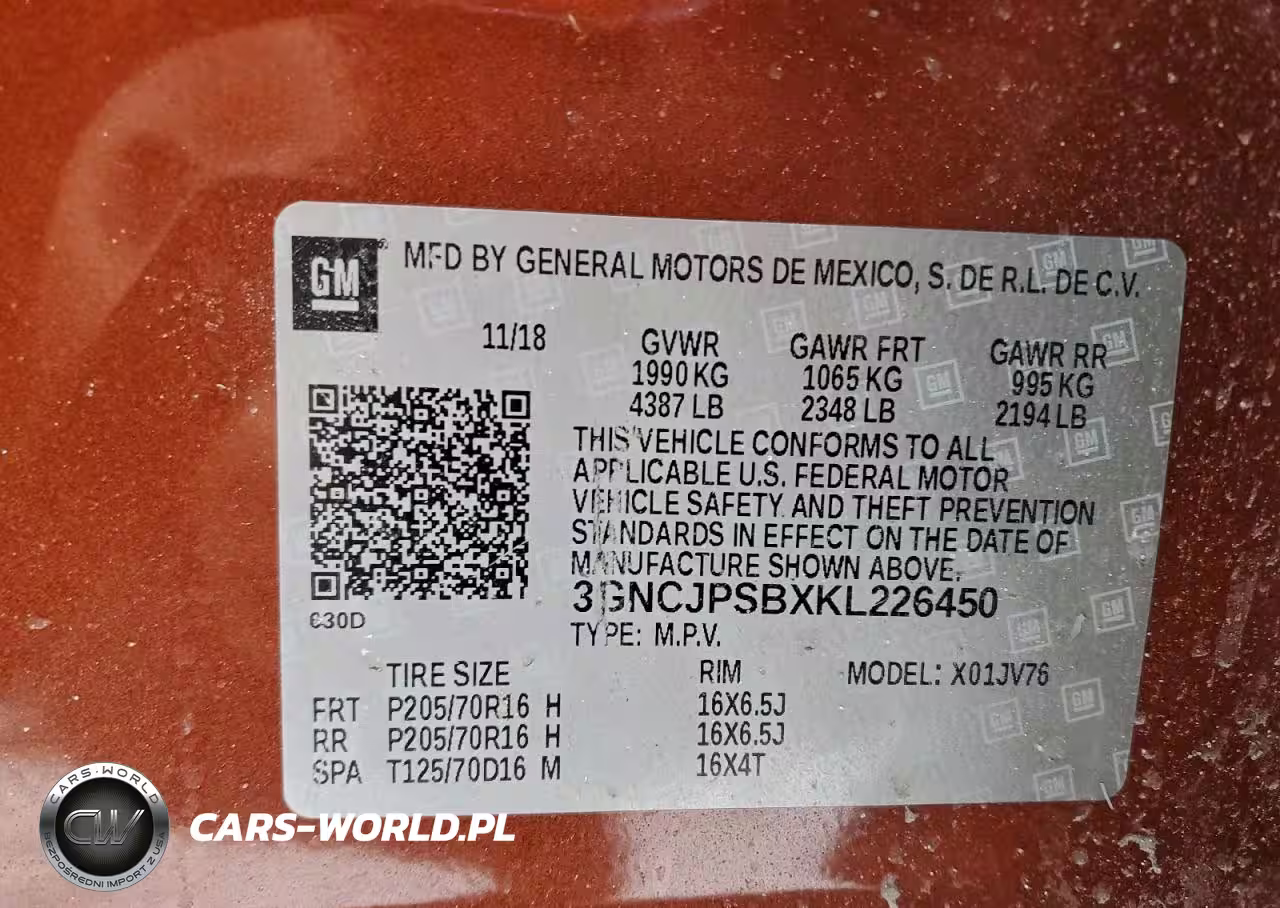 GM
MFD BY GENERAL MOTORS DE MEXICO, S. DE R.L. DE C.V.
11/18 GVWR GAWR FRT GAWR RR
1990 KG 1065 KG 995 KG
4387 LB 2348 LB 2194 LB
THIS VEHICLE CONFORMS TO ALL
APPLICABLE U.S. FEDERAL MOTOR
VEHICLE SAFETY AND THEFT PREVENTION
STANDARDS IN EFFECT ON THE DATE OF
MANUFACTURE SHOWN ABOVE.
3GNCJPSBXKL226450
630D
TYPE: M.P.V.
TIRE SIZE RIM MODEL: X01JV76
FRT P205/70R16 H 16X6.5J
RR P205/70R16 H 16X6.5J
SPA T125/70D16 M 16X4T
CARS-WORLD
CW
BEZPOŚREDNI IMPORT Z USA
CARS-WORLD.PL